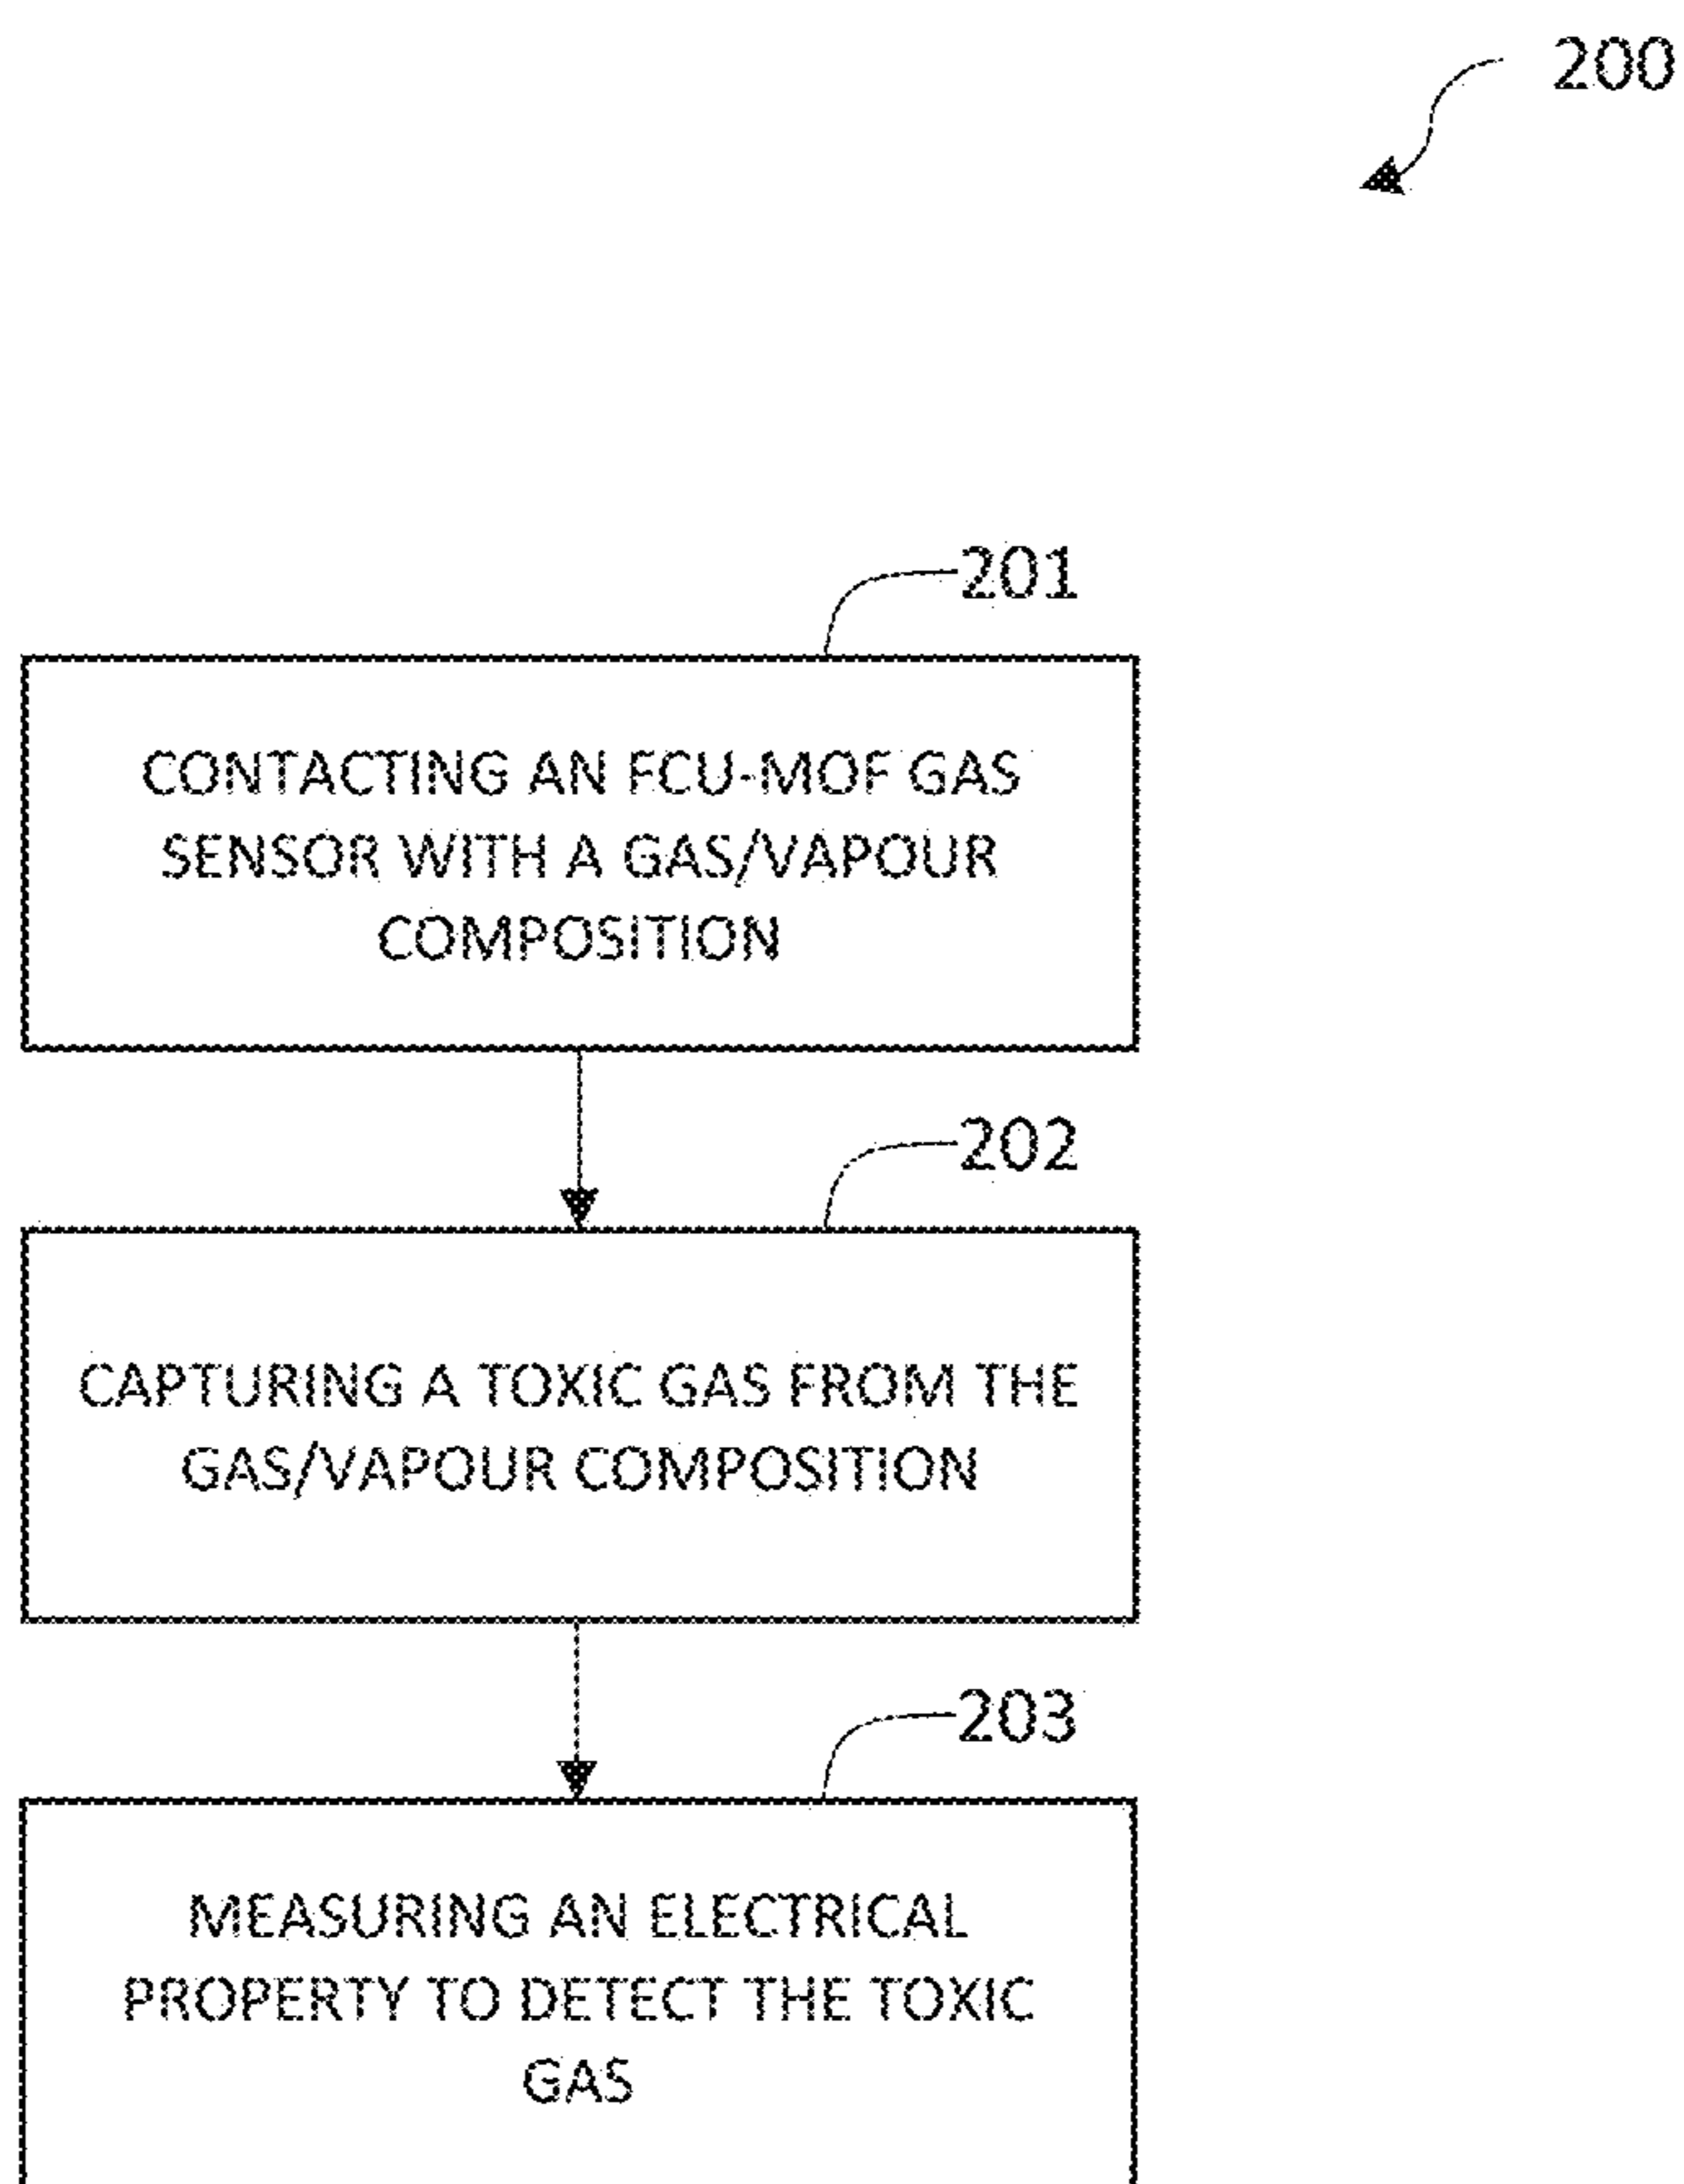 200
201
CONTACTING AN FCU-MOF GAS
SENSOR WITH A GAS/VAPOUR
COMPOSITION
202
CAPTURING A TOXIC GAS FROM THE
GAS/VAPOUR COMPOSITION
203
MEASURING AN ELECTRICAL
PROPERTY TO DETECT THE TOXIC
GAS